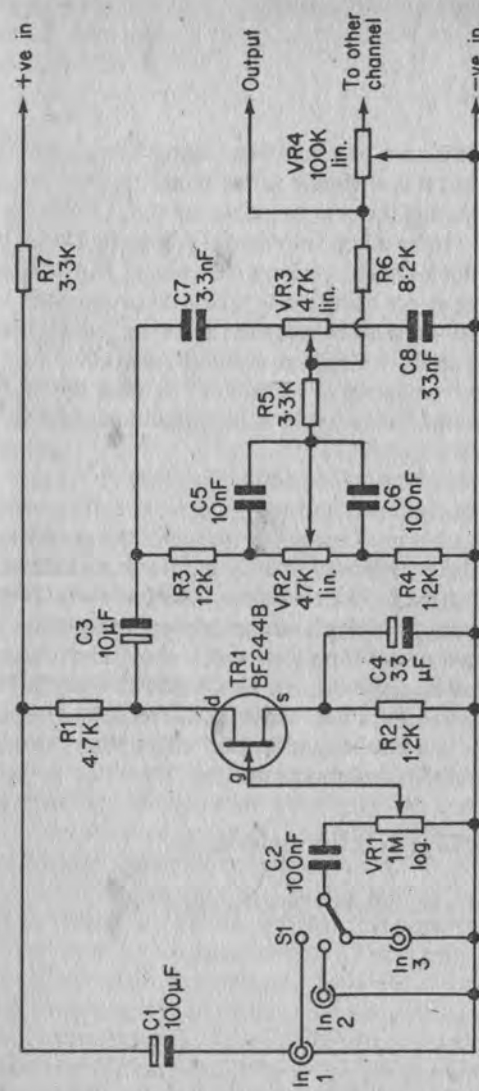 +ve in
Output
To other
channel
-ve in
R7
3·3K
VR4
100K
lin.
C7
3·3nF
VR3
47K
lin.
R6
8·2K
R5
3·3K
C8
33nF
C5
10nF
C6
100nF
R3
12K
VR2
47K
lin.
R4
1·2K
C3
10µF
TR1
BF244B
R1
4·7K
d
g
s
C4
33
µF
R2
1·2K
C2
100nF
VR1
1M
log.
S1
C1
100µF
In
1
In
2
In
3